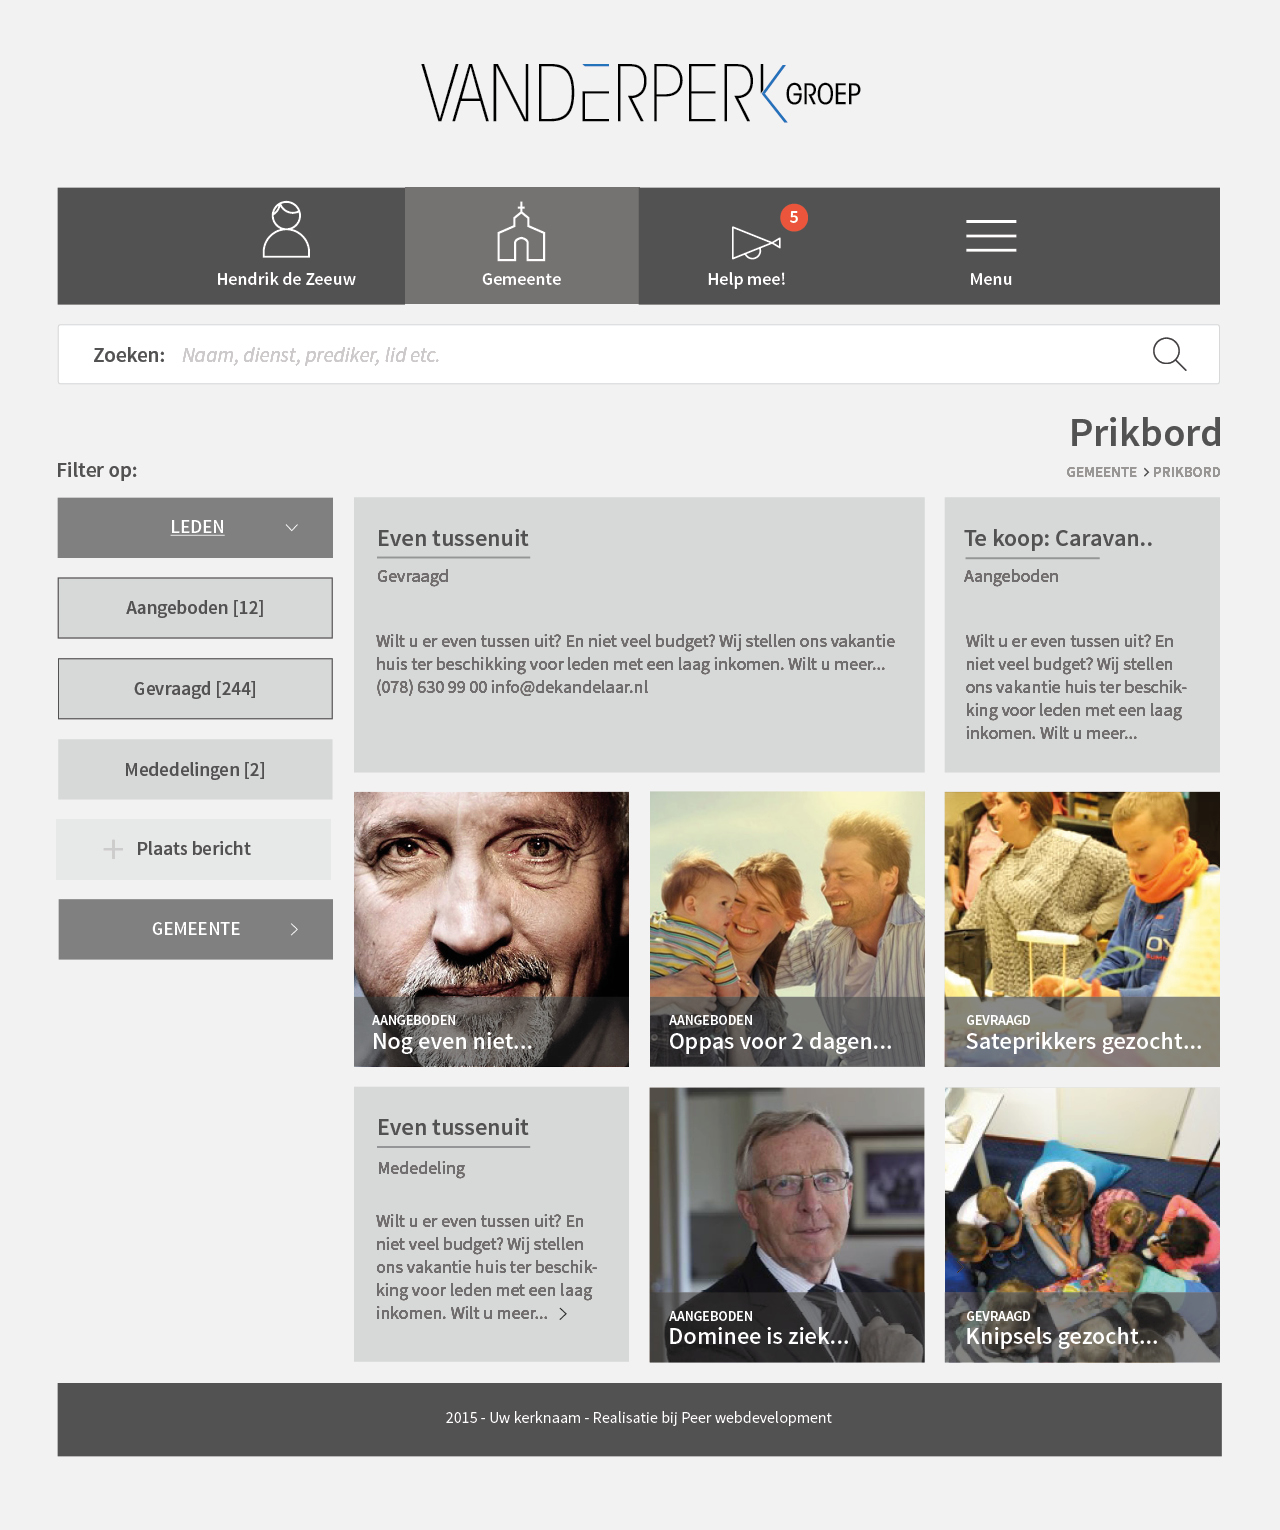 VANDERPERK GROEP
Hendrik de Zeeuw
Gemeente
5
Help mee!
Menu
Zoeken: Naam, dienst, prediker, lid etc.
Prikbord
GEMEENTE > PRIKBORD
Filter op:
LEDEN
Aangeboden [12]
Gevraagd [244]
Mededelingen [2]
+ Plaats bericht
GEMEENTE
Even tussenuit
Gevraagd
Wilt u er even tussen uit? En niet veel budget? Wij stellen ons vakantie
huis ter beschikking voor leden met een laag inkomen. Wilt u meer...
(078) 630 99 00 info@dekandelaar.nl
Te koop: Caravan..
Aangeboden
Wilt u er even tussen uit? En
niet veel budget? Wij stellen
ons vakantie huis ter beschik-
king voor leden met een laag
inkomen. Wilt u meer...
AANGEBODEN
Nog even niet...
AANGEBODEN
Oppas voor 2 dagen...
GEVRAAGD
Sateprikkers gezocht...
Even tussenuit
Mededeling
Wilt u er even tussen uit? En
niet veel budget? Wij stellen
ons vakantie huis ter beschik-
king voor leden met een laag
inkomen. Wilt u meer... >
AANGEBODEN
Dominee is ziek...
GEVRAAGD
Knipsels gezocht...
2015 - Uw kerknaam - Realisatie bij Peer webdevelopment